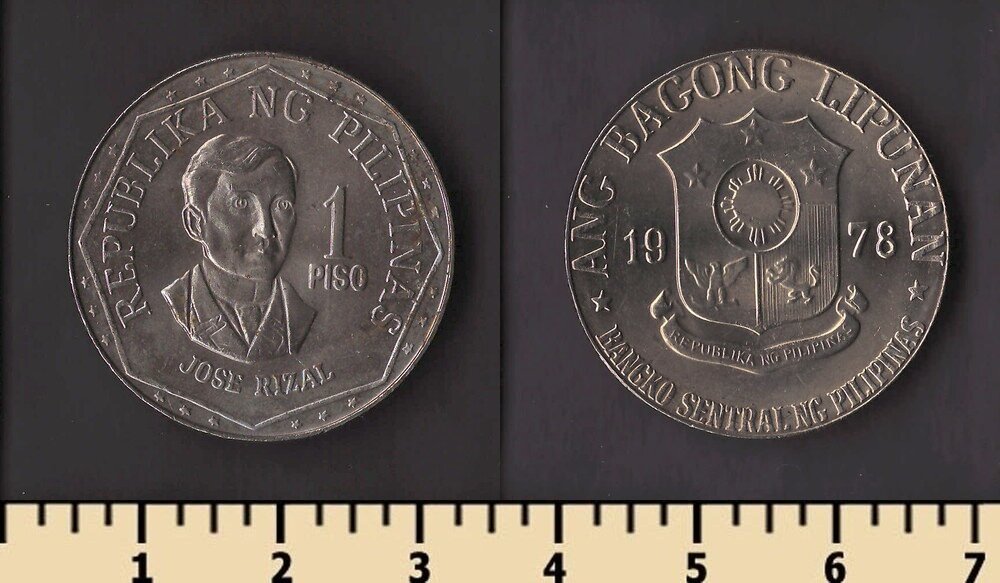 REPUBLIKA NG PILIPINAS
1
PISO
JOSE RIZAL
ANG BAGONG LIPUNAN
19 78
REPUBLIKA NG PILIPINAS
BANGKO SENTRAL NG PILIPINAS
1 2 3 4 5 6 7